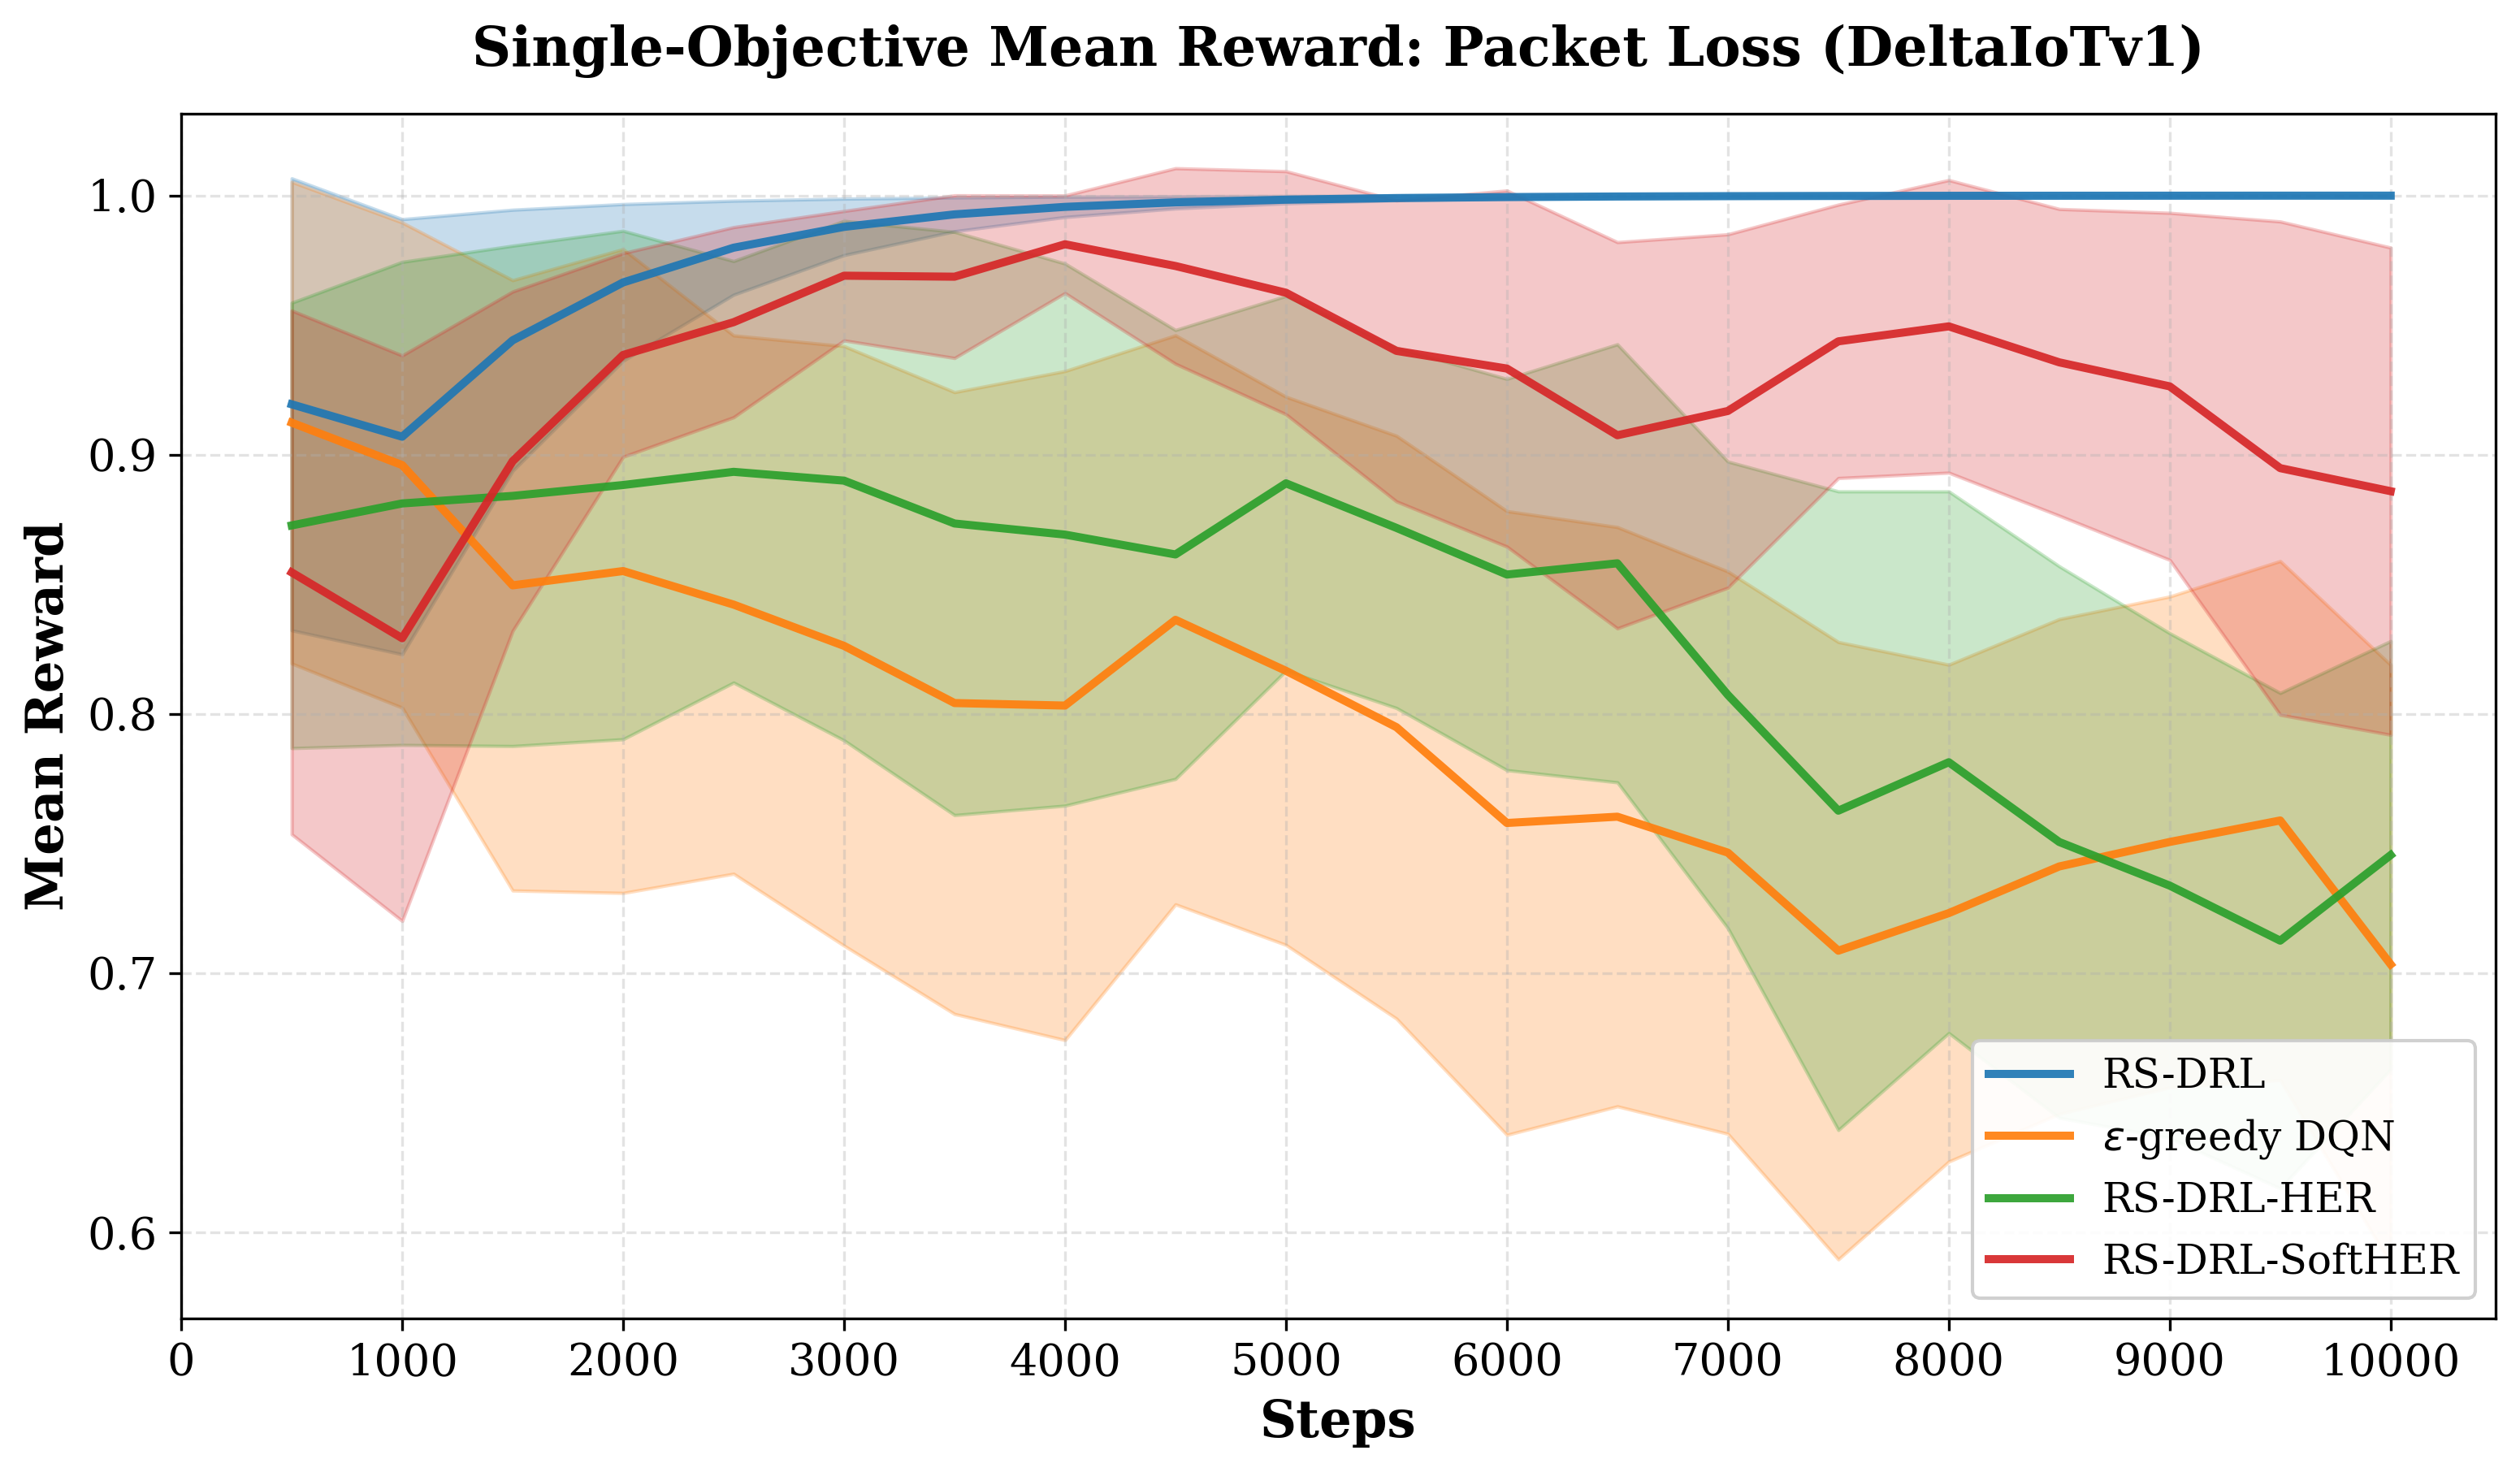 Single-Objective Mean Reward: Packet Loss (DeltaIoTv1)
Mean Reward
1.0
0.9
0.8
0.7
0.6
0
1000
2000
3000
4000
5000
6000
7000
8000
9000
10000
Steps
RS-DRL
ε-greedy DQN
RS-DRL-HER
RS-DRL-SoftHER